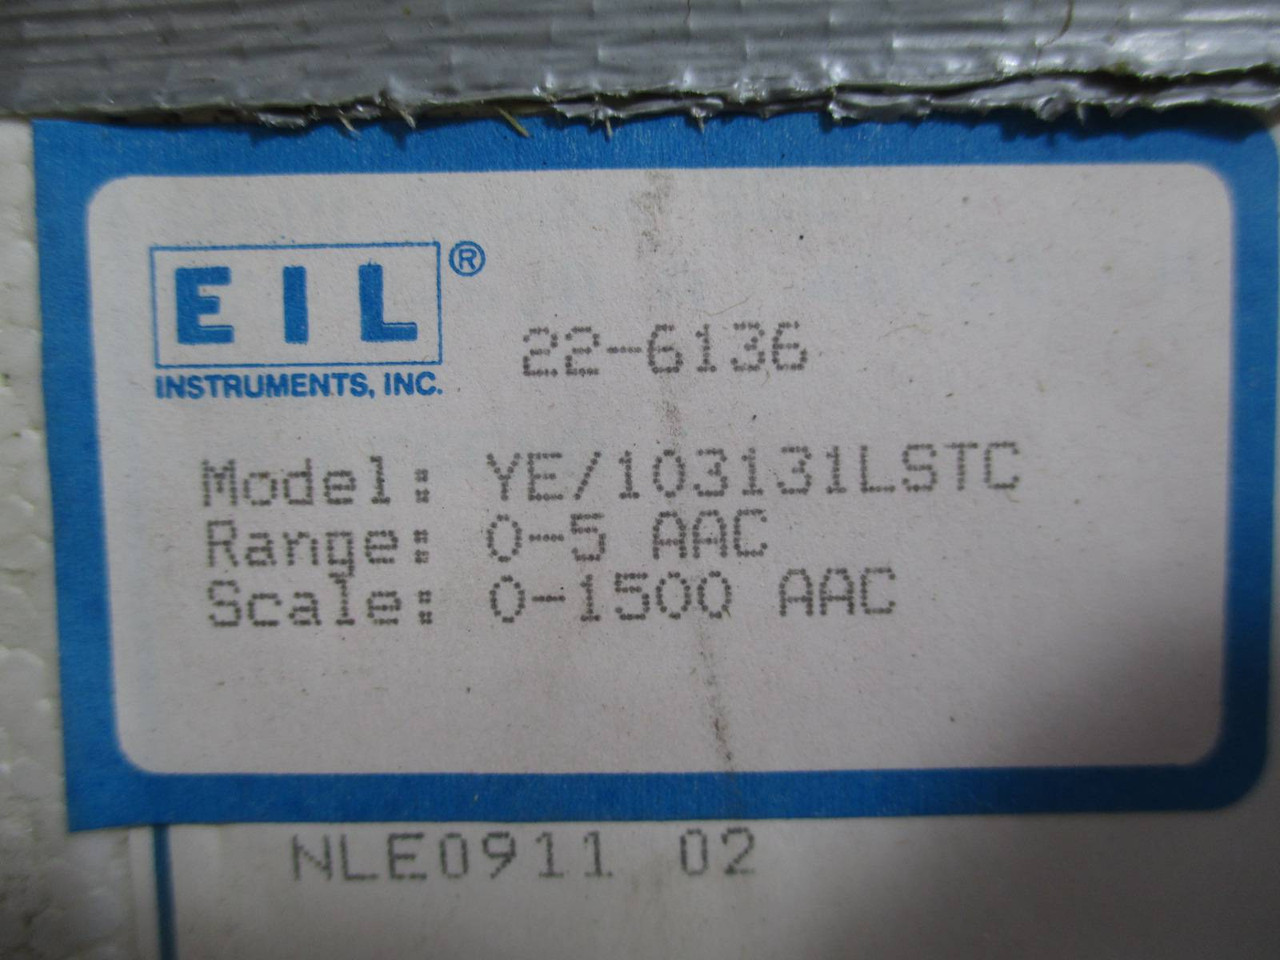 EIL®
INSTRUMENTS, INC.
22-6136
Model: YE/103131LSTC
Range: 0-5 AAC
Scale: 0-1500 AAC
NLE0911 02